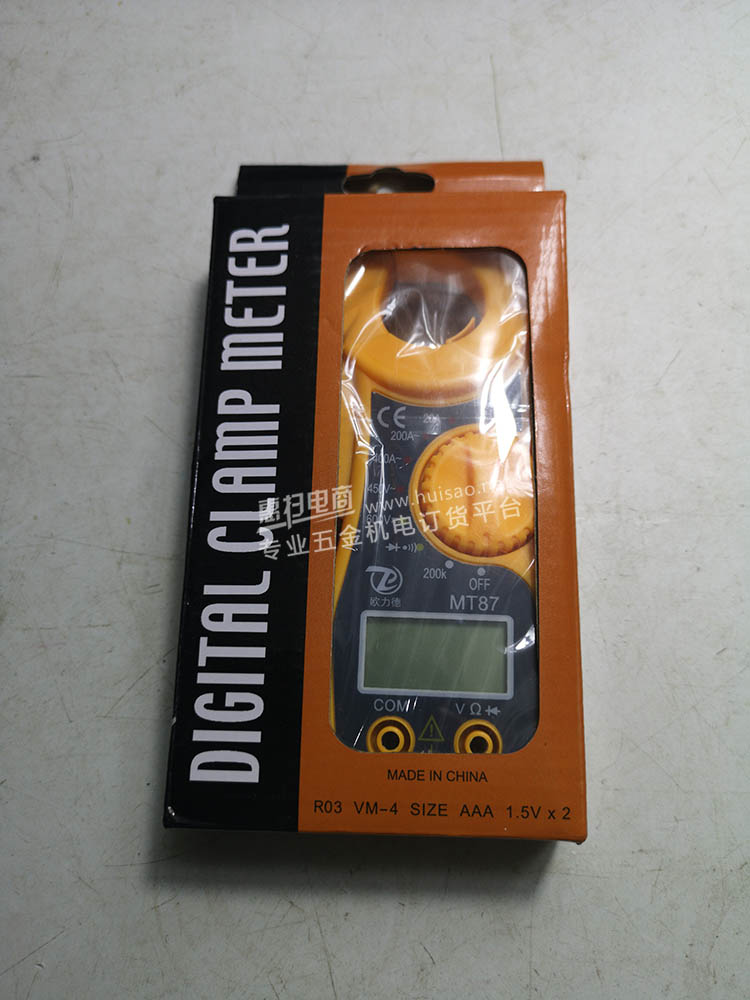 DIGITAL CLAMP METER
CE
200A~
450V~
600V
200k
OFF
欧力德
MT87
COM
V Ω
MADE IN CHINA
R03 VM-4 SIZE AAA 1.5V x 2
惠扫电商
www.huisao.n
专业五金机电订货平台